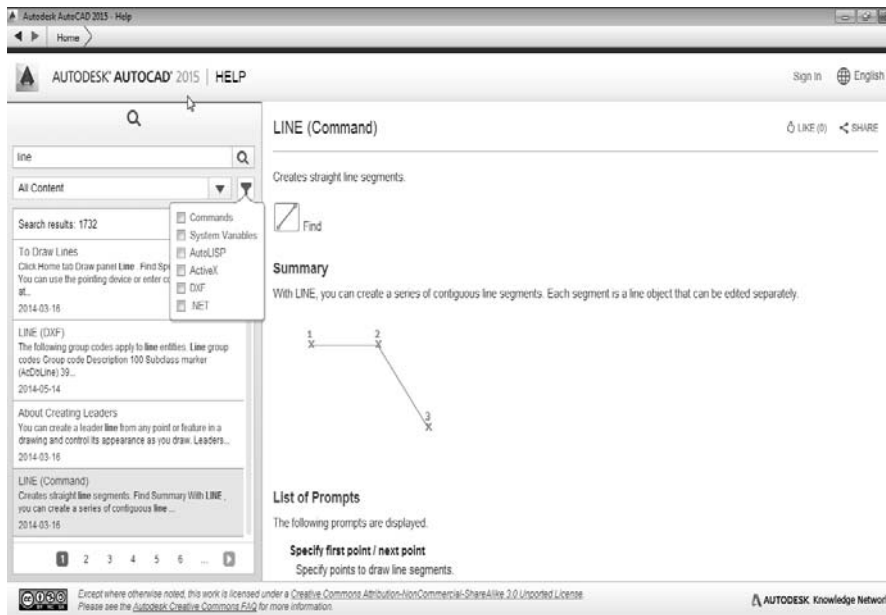 Autodesk AutoCAD 2015 - Help
Home
AUTODESK® AUTOCAD® 2015 | HELP
Sign In English
line
All Content
Search results: 1732
Commands
System Variables
AutoLISP
ActiveX
DXF
.NET
To Draw Lines
Click Home tab Draw panel Line . Find Spe
You can use the pointing device or enter co
at...
2014-03-16
LINE (DXF)
The following group codes apply to line entities. Line group
codes Group code Description 100 Subclass marker
(AcDbLine) 39...
2014-05-14
About Creating Leaders
You can create a leader line from any point or feature in a
drawing and control its appearance as you draw. Leaders...
2014-03-16
LINE (Command)
Creates straight line segments. Find Summary With LINE ,
you can create a series of contiguous line ...
2014-03-16
1 2 3 4 5 6 ...
LINE (Command)
LIKE (0) SHARE
Creates straight line segments.
Find
Summary
With LINE, you can create a series of contiguous line segments. Each segment is a line object that can be edited separately.
1 2
3
List of Prompts
The following prompts are displayed.
Specify first point / next point
Specify points to draw line segments.
Except where otherwise noted, this work is licensed under a Creative Commons Attribution-NonCommercial-ShareAlike 3.0 Unported License.
Please see the Autodesk Creative Commons FAQ for more information.
AUTODESK. Knowledge Networ